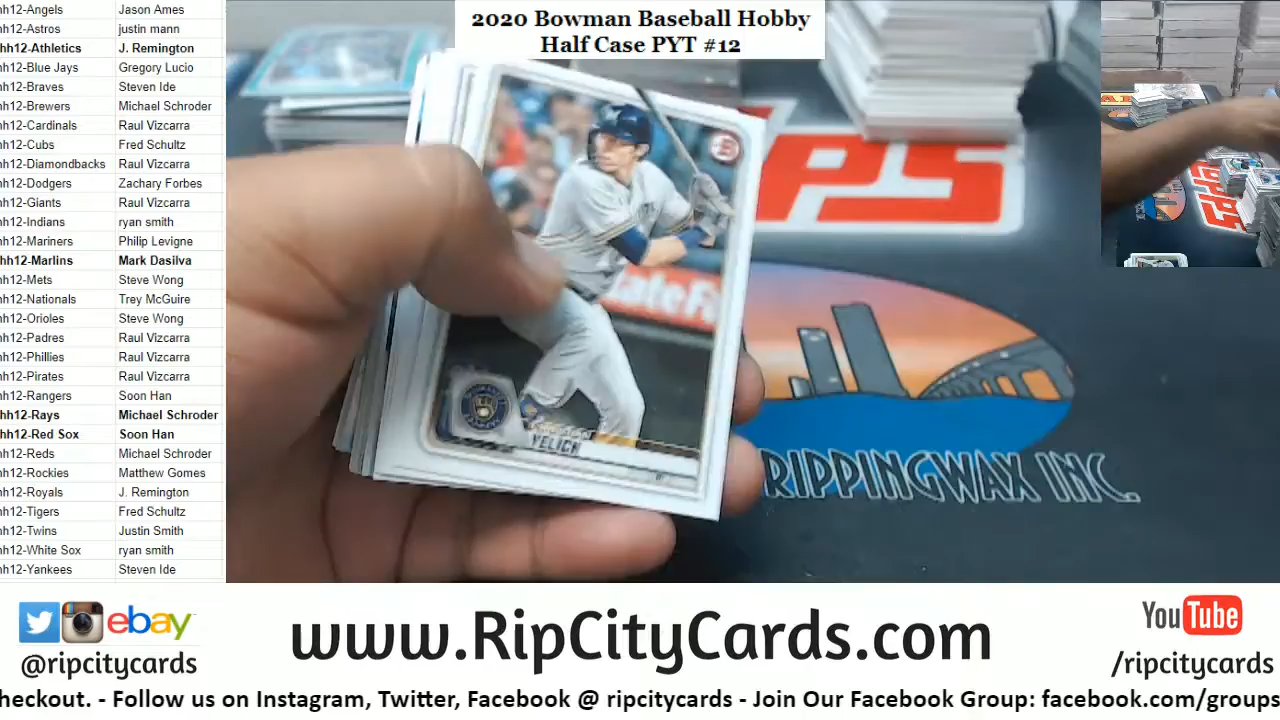 2020 Bowman Baseball Hobby
Half Case PYT #12
hh12-Angels Jason Ames
hh12-Astros justin mann
hh12-Athletics J. Remington
hh12-Blue Jays Gregory Lucio
hh12-Braves Steven Ide
hh12-Brewers Michael Schroder
hh12-Cardinals Raul Vizcarra
hh12-Cubs Fred Schultz
hh12-Diamondbacks Raul Vizcarra
hh12-Dodgers Zachary Forbes
hh12-Giants Raul Vizcarra
hh12-Indians ryan smith
hh12-Mariners Philip Levigne
hh12-Marlins Mark Dasilva
hh12-Mets Steve Wong
hh12-Nationals Trey McGuire
hh12-Orioles Steve Wong
hh12-Padres Raul Vizcarra
hh12-Phillies Raul Vizcarra
hh12-Pirates Raul Vizcarra
hh12-Rangers Soon Han
hh12-Rays Michael Schroder
hh12-Red Sox Soon Han
hh12-Reds Michael Schroder
hh12-Rockies Matthew Gomes
hh12-Royals J. Remington
hh12-Tigers Fred Schultz
hh12-Twins Justin Smith
hh12-White Sox ryan smith
hh12-Yankees Steven Ide
PPS
ateFa
YELICH
RIPPINGWAX INC.
TOPPS
ebay
@ripcitycards
www.RipCityCards.com
YouTube
/ripcitycards
heckout. - Follow us on Instagram, Twitter, Facebook @ ripcitycards - Join Our Facebook Group: facebook.com/groups